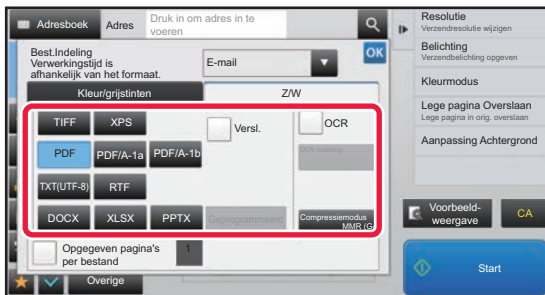 Adresboek
Adres
Druk in om adres in te
voeren
Best.Indeling
Verwerkingstijd is
afhankelijk van het formaat.
E-mail
OK
Kleur/grijstinten
Z/W
TIFF
XPS
Versl.
OCR
PDF
PDF/A-1a
PDF/A-1b
OCR Instelling
TXT(UTF-8)
RTF
DOCX
XLSX
PPTX
Geprogrammeerd
Compressiemodus
MMR (G
Opgegeven pagina's
per bestand
1
Overige
Resolutie
Verzendresolutie wijzigen
Belichting
Verzendbelichting opgeven
Kleurmodus
Lege pagina Overslaan
Lege pagina in orig. overslaan
Aanpassing Achtergrond
Voorbeeld-
weergave
CA
Start